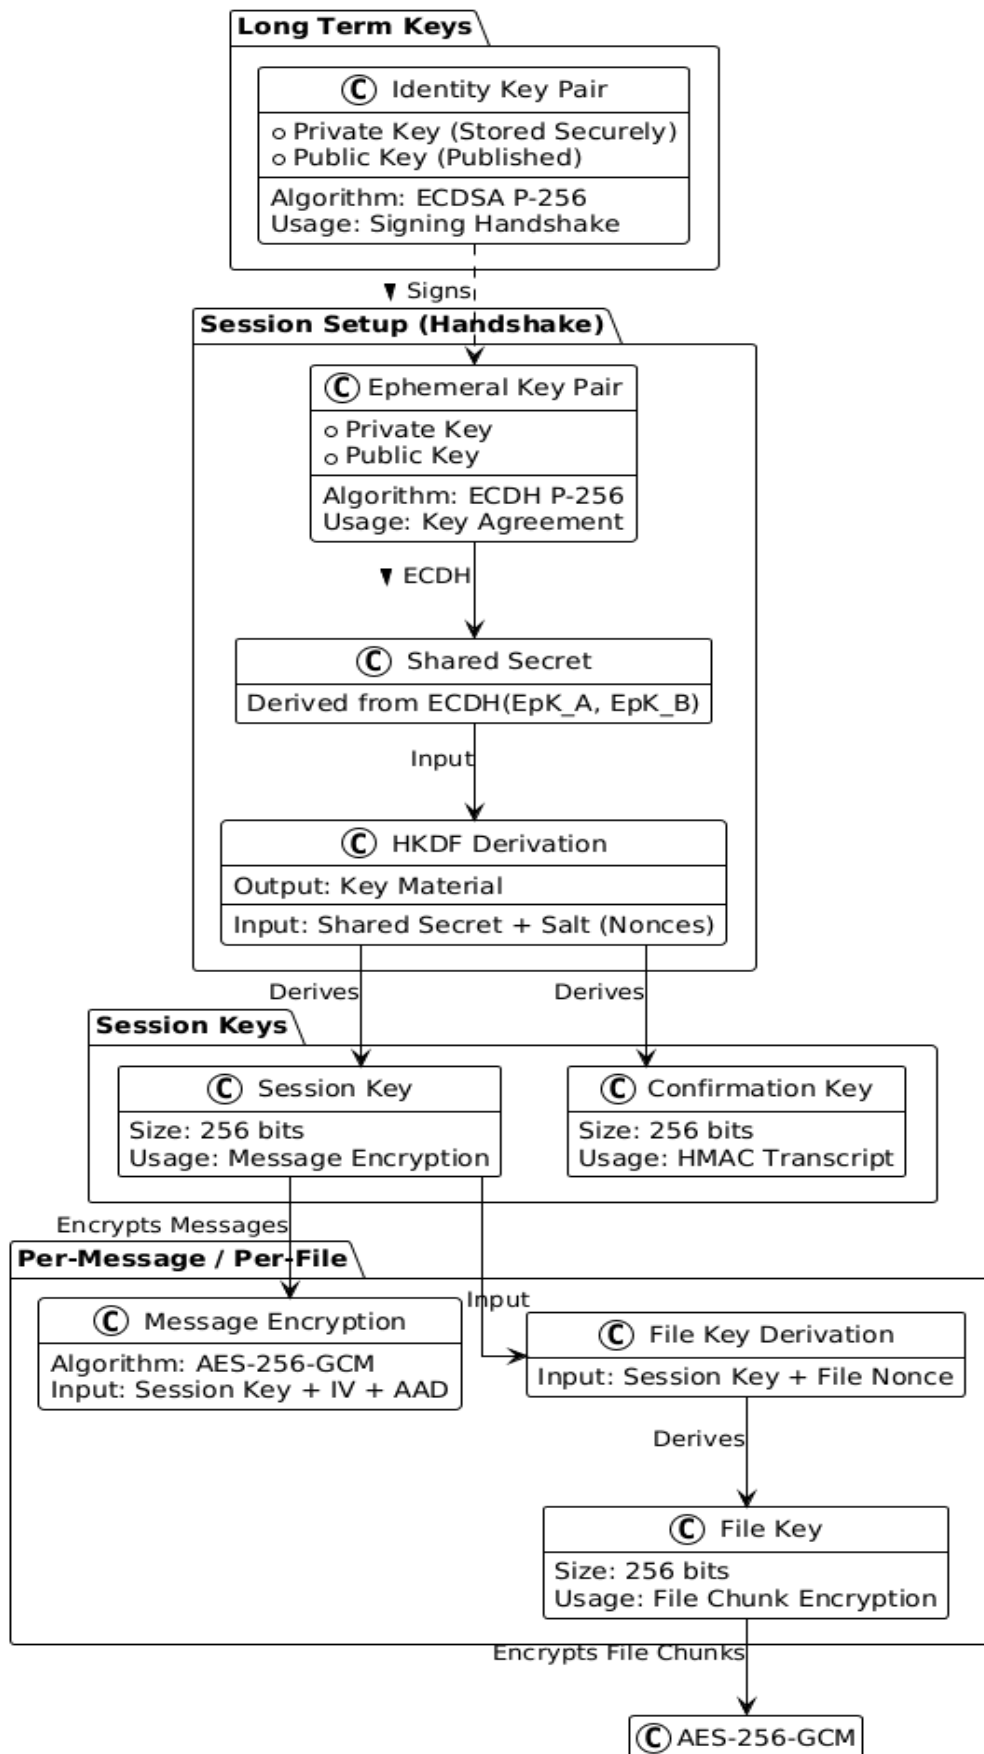 Long Term Keys
C Identity Key Pair
Private Key (Stored Securely)
Public Key (Published)
Algorithm: ECDSA P-256
Usage: Signing Handshake
Signs
Session Setup (Handshake)
C Ephemeral Key Pair
Private Key
Public Key
Algorithm: ECDH P-256
Usage: Key Agreement
ECDH
C Shared Secret
Derived from ECDH(EpK_A, EpK_B)
Input
C HKDF Derivation
Output: Key Material
Input: Shared Secret + Salt (Nonces)
Derives
Derives
Session Keys
C Session Key
Size: 256 bits
Usage: Message Encryption
C Confirmation Key
Size: 256 bits
Usage: HMAC Transcript
Encrypts Messages
Per-Message / Per-File
Input
C Message Encryption
Algorithm: AES-256-GCM
Input: Session Key + IV + AAD
C File Key Derivation
Input: Session Key + File Nonce
Derives
C File Key
Size: 256 bits
Usage: File Chunk Encryption
Encrypts File Chunks
C AES-256-GCM